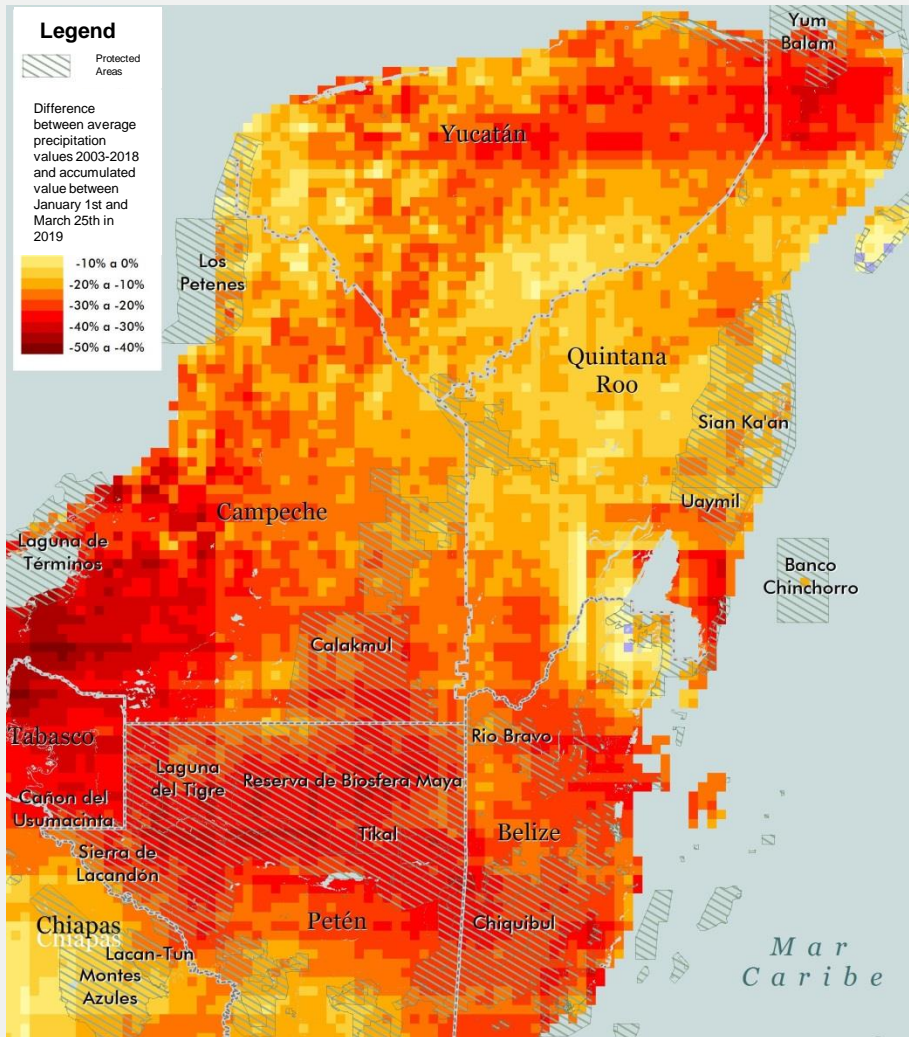 Legend
Protected
Areas
Difference
between average
precipitation
values 2003-2018
and accumulated
value between
January 1st and
March 25th in
2019
-10% a 0%
-20% a -10%
-30% a -20%
-40% a -30%
-50% a -40%
Yum
Balam
Yucatán
Los
Petenes
Quintana
Roo
Sian Ka'an
Uaymil
Campeche
Laguna de
Términos
Banco
Chinchorro
Calakmul
Tabasco
Rio Bravo
Laguna
del Tigre
Reserva de Biosfera Maya
Cañon del
Usumacinta
Tikal
Belize
Sierra de
Lacandón
Petén
Chiquibul
Chiapas
Chiapas
Lacan-Tun
Montes
Azules
Mar
Caribe